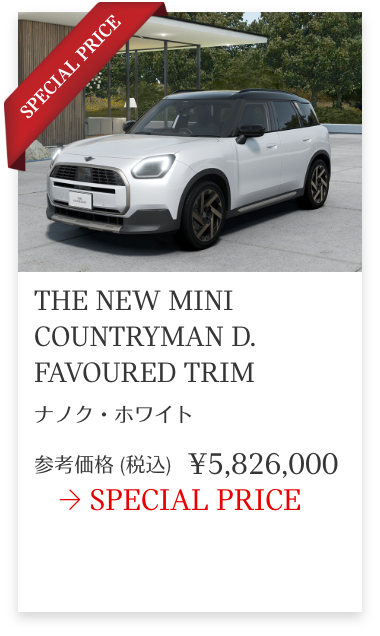 SPECIAL PRICE
THE NEW MINI
COUNTRYMAN D.
FAVOURED TRIM
ナノク・ホワイト
参考価格 (税込) ¥5,826,000
→ SPECIAL PRICE